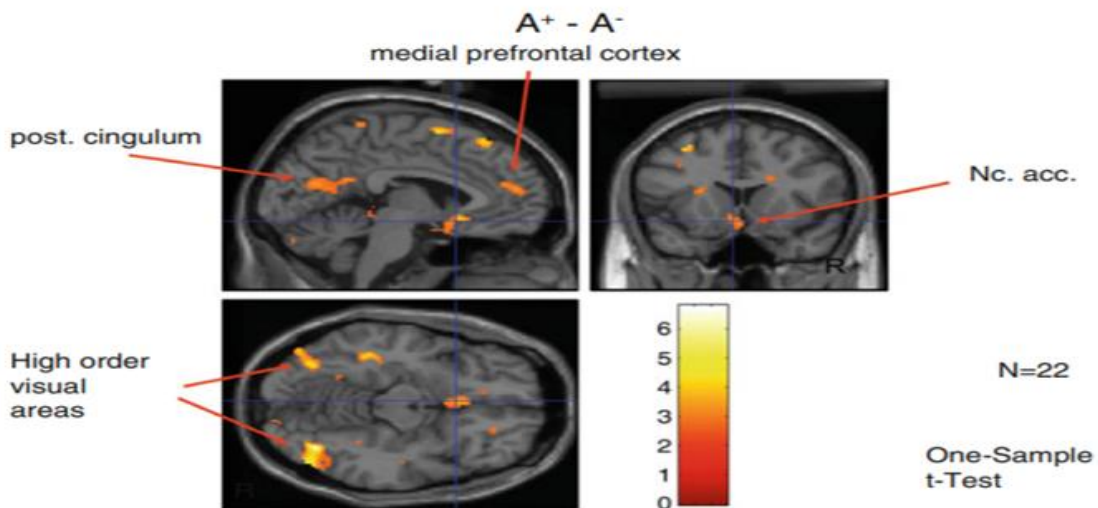 A⁺ - A⁻
medial prefrontal cortex
post. cingulum
Nc. acc.
R
High order
visual
areas
R
6
5
4
3
2
1
0
N=22
One-Sample
t-Test